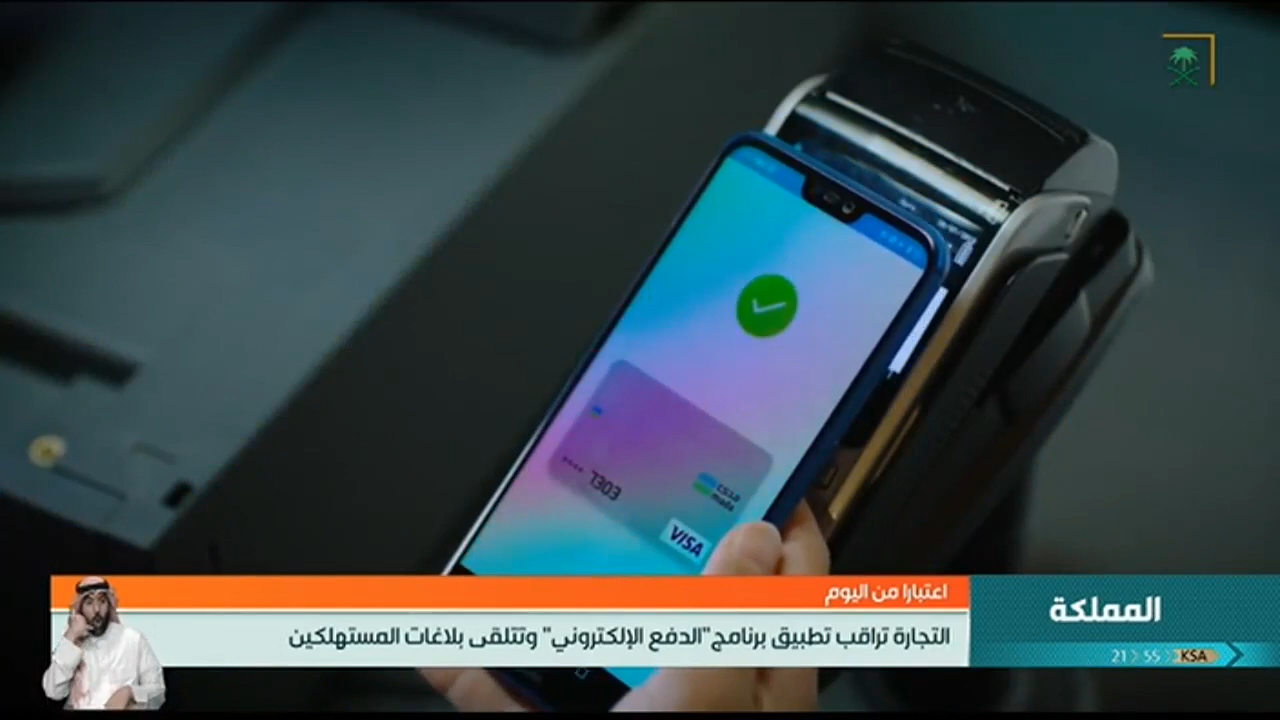 7303
مدى
mada
VISA
اعتبارا من اليوم
المملكة
التجارة تراقب تطبيق برنامج "الدفع الإلكتروني" وتتلقى بلاغات المستهلكين
21 55 KSA